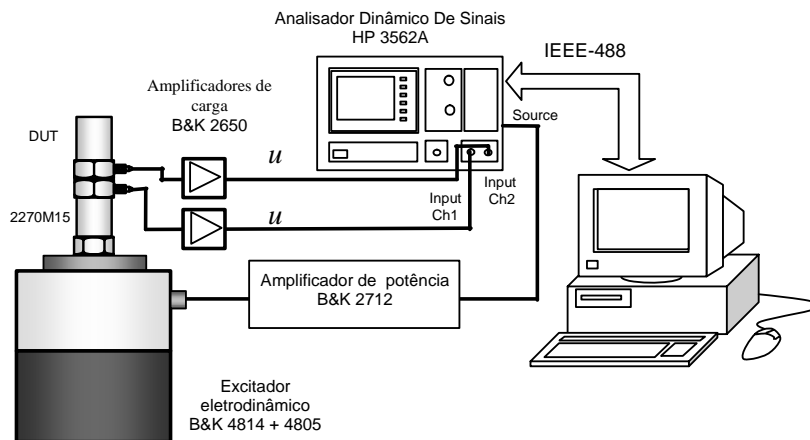 Analisador Dinâmico De Sinais
HP 3562A
IEEE-488
Amplificadores de
carga
B&K 2650
Source
DUT
u
Input
Ch2
2270M15
u
Input
Ch1
Amplificador de potência
B&K 2712
Excitador
eletrodinâmico
B&K 4814 + 4805